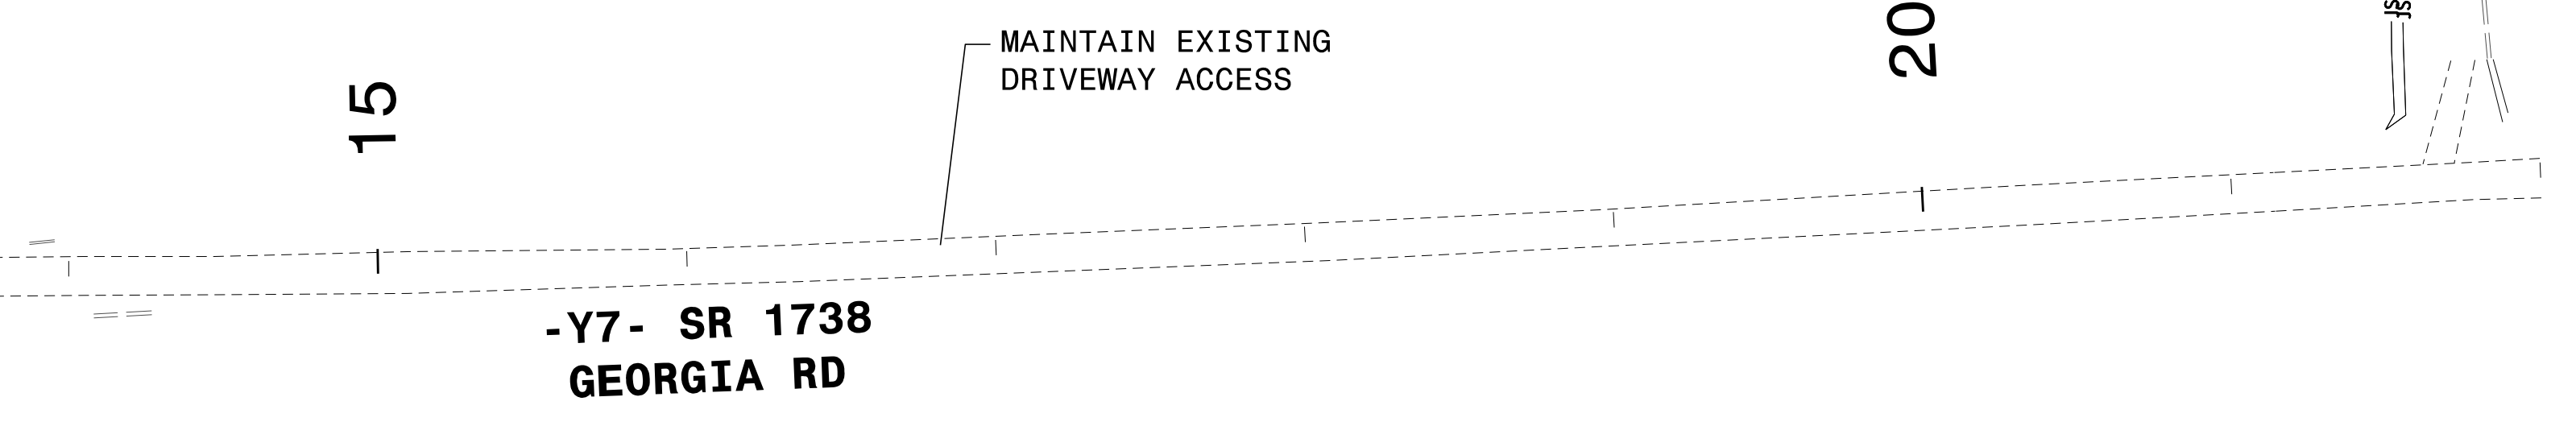 MAINTAIN EXISTING
DRIVEWAY ACCESS
15
20
-Y7- SR 1738
GEORGIA RD